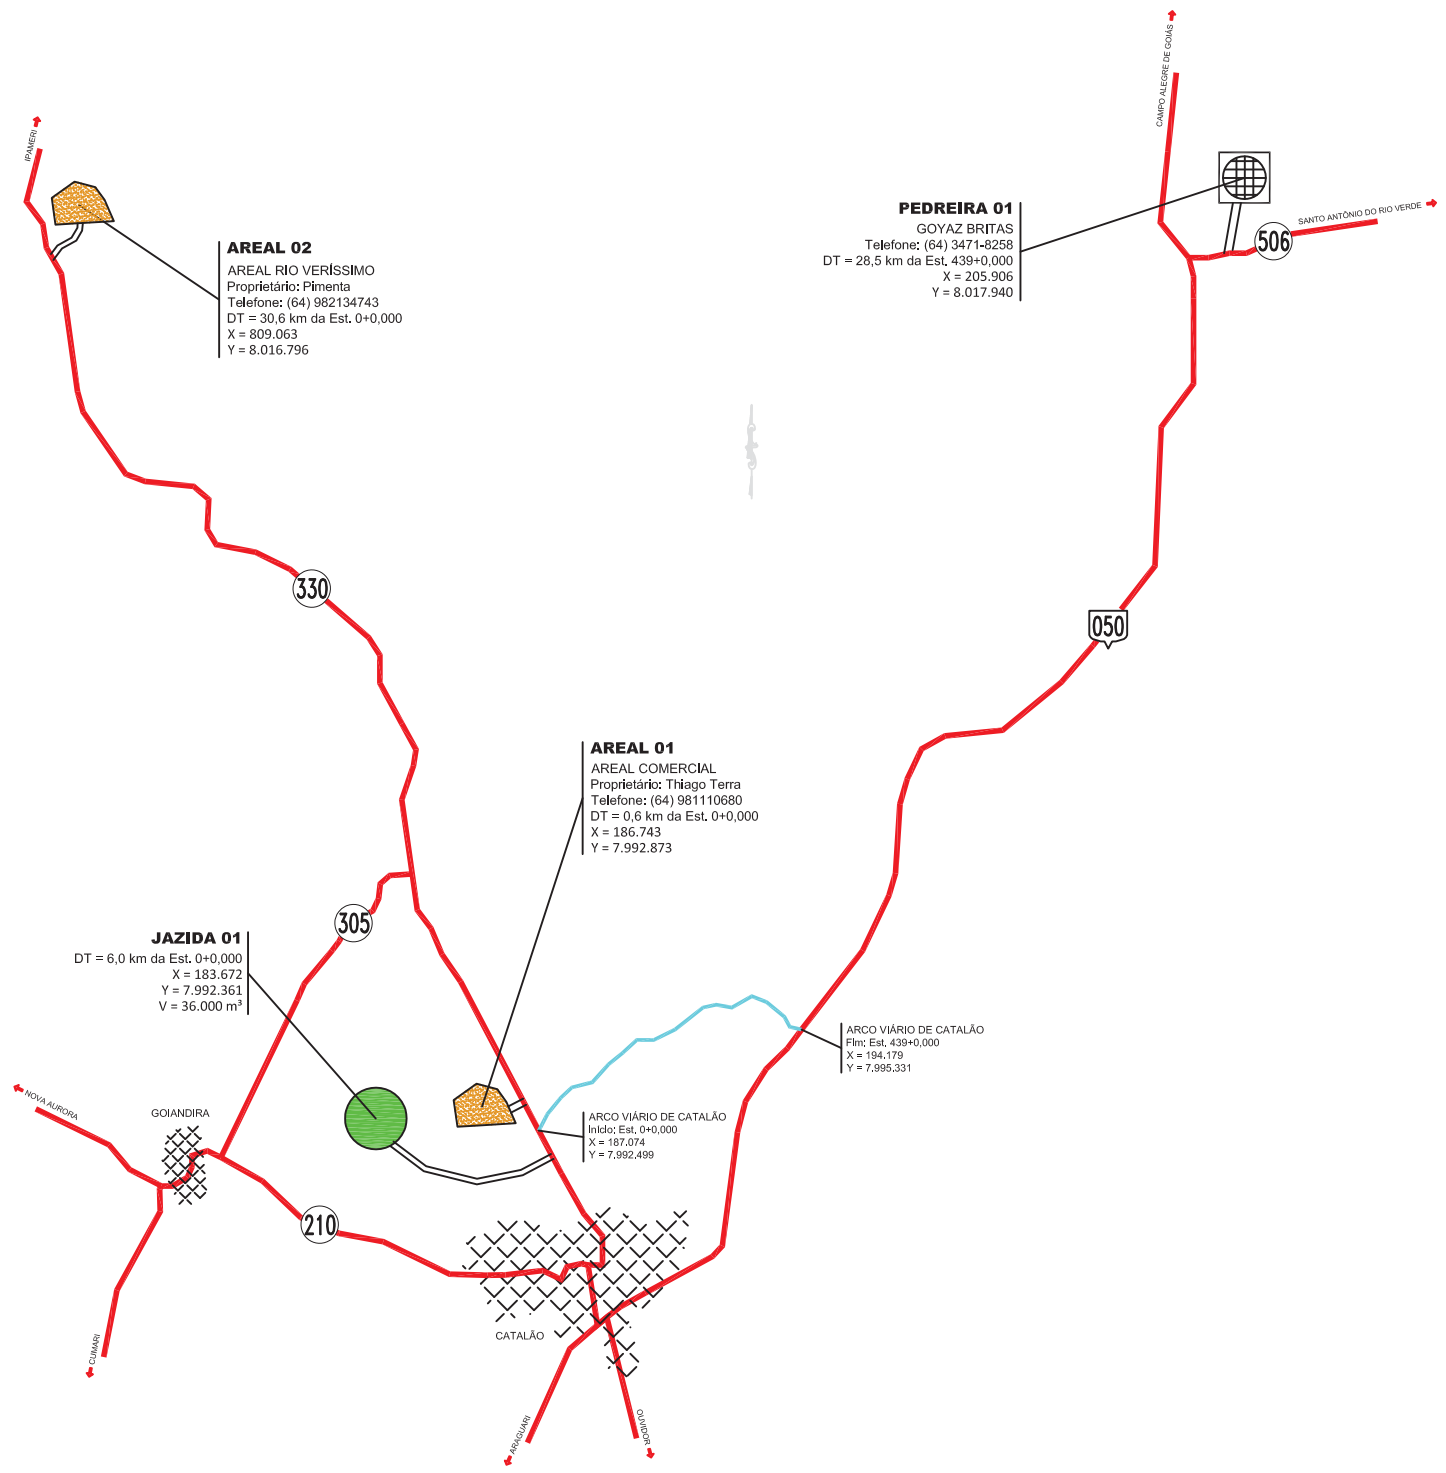 CAMPO ALEGRE DE GOIÁS
IPAMERI
SANTO ANTÔNIO DO RIO VERDE
506
PEDREIRA 01
GOYAZ BRITAS
Telefone: (64) 3471-8258
DT = 28,5 km da Est. 439+0,000
X = 205.906
Y = 8.017.940
AREAL 02
AREAL RIO VERÍSSIMO
Proprietário: Pimenta
Telefone: (64) 982134743
DT = 30,6 km da Est. 0+0,000
X = 809.063
Y = 8.016.796
330
050
AREAL 01
AREAL COMERCIAL
Proprietário: Thiago Terra
Telefone: (64) 981110680
DT = 0,6 km da Est. 0+0,000
X = 186.743
Y = 7.992.873
305
JAZIDA 01
DT = 6,0 km da Est. 0+0,000
X = 183.672
Y = 7.992.361
V = 36.000 m³
ARCO VIÁRIO DE CATALÃO
Fim: Est. 439+0,000
X = 194.179
Y = 7.995.331
NOVA AURORA
GOIANDIRA
ARCO VIÁRIO DE CATALÃO
Início: Est. 0+0,000
X = 187.074
Y = 7.992.499
210
CATALÃO
CUMARI
ARAGUARI
OUVIDOR